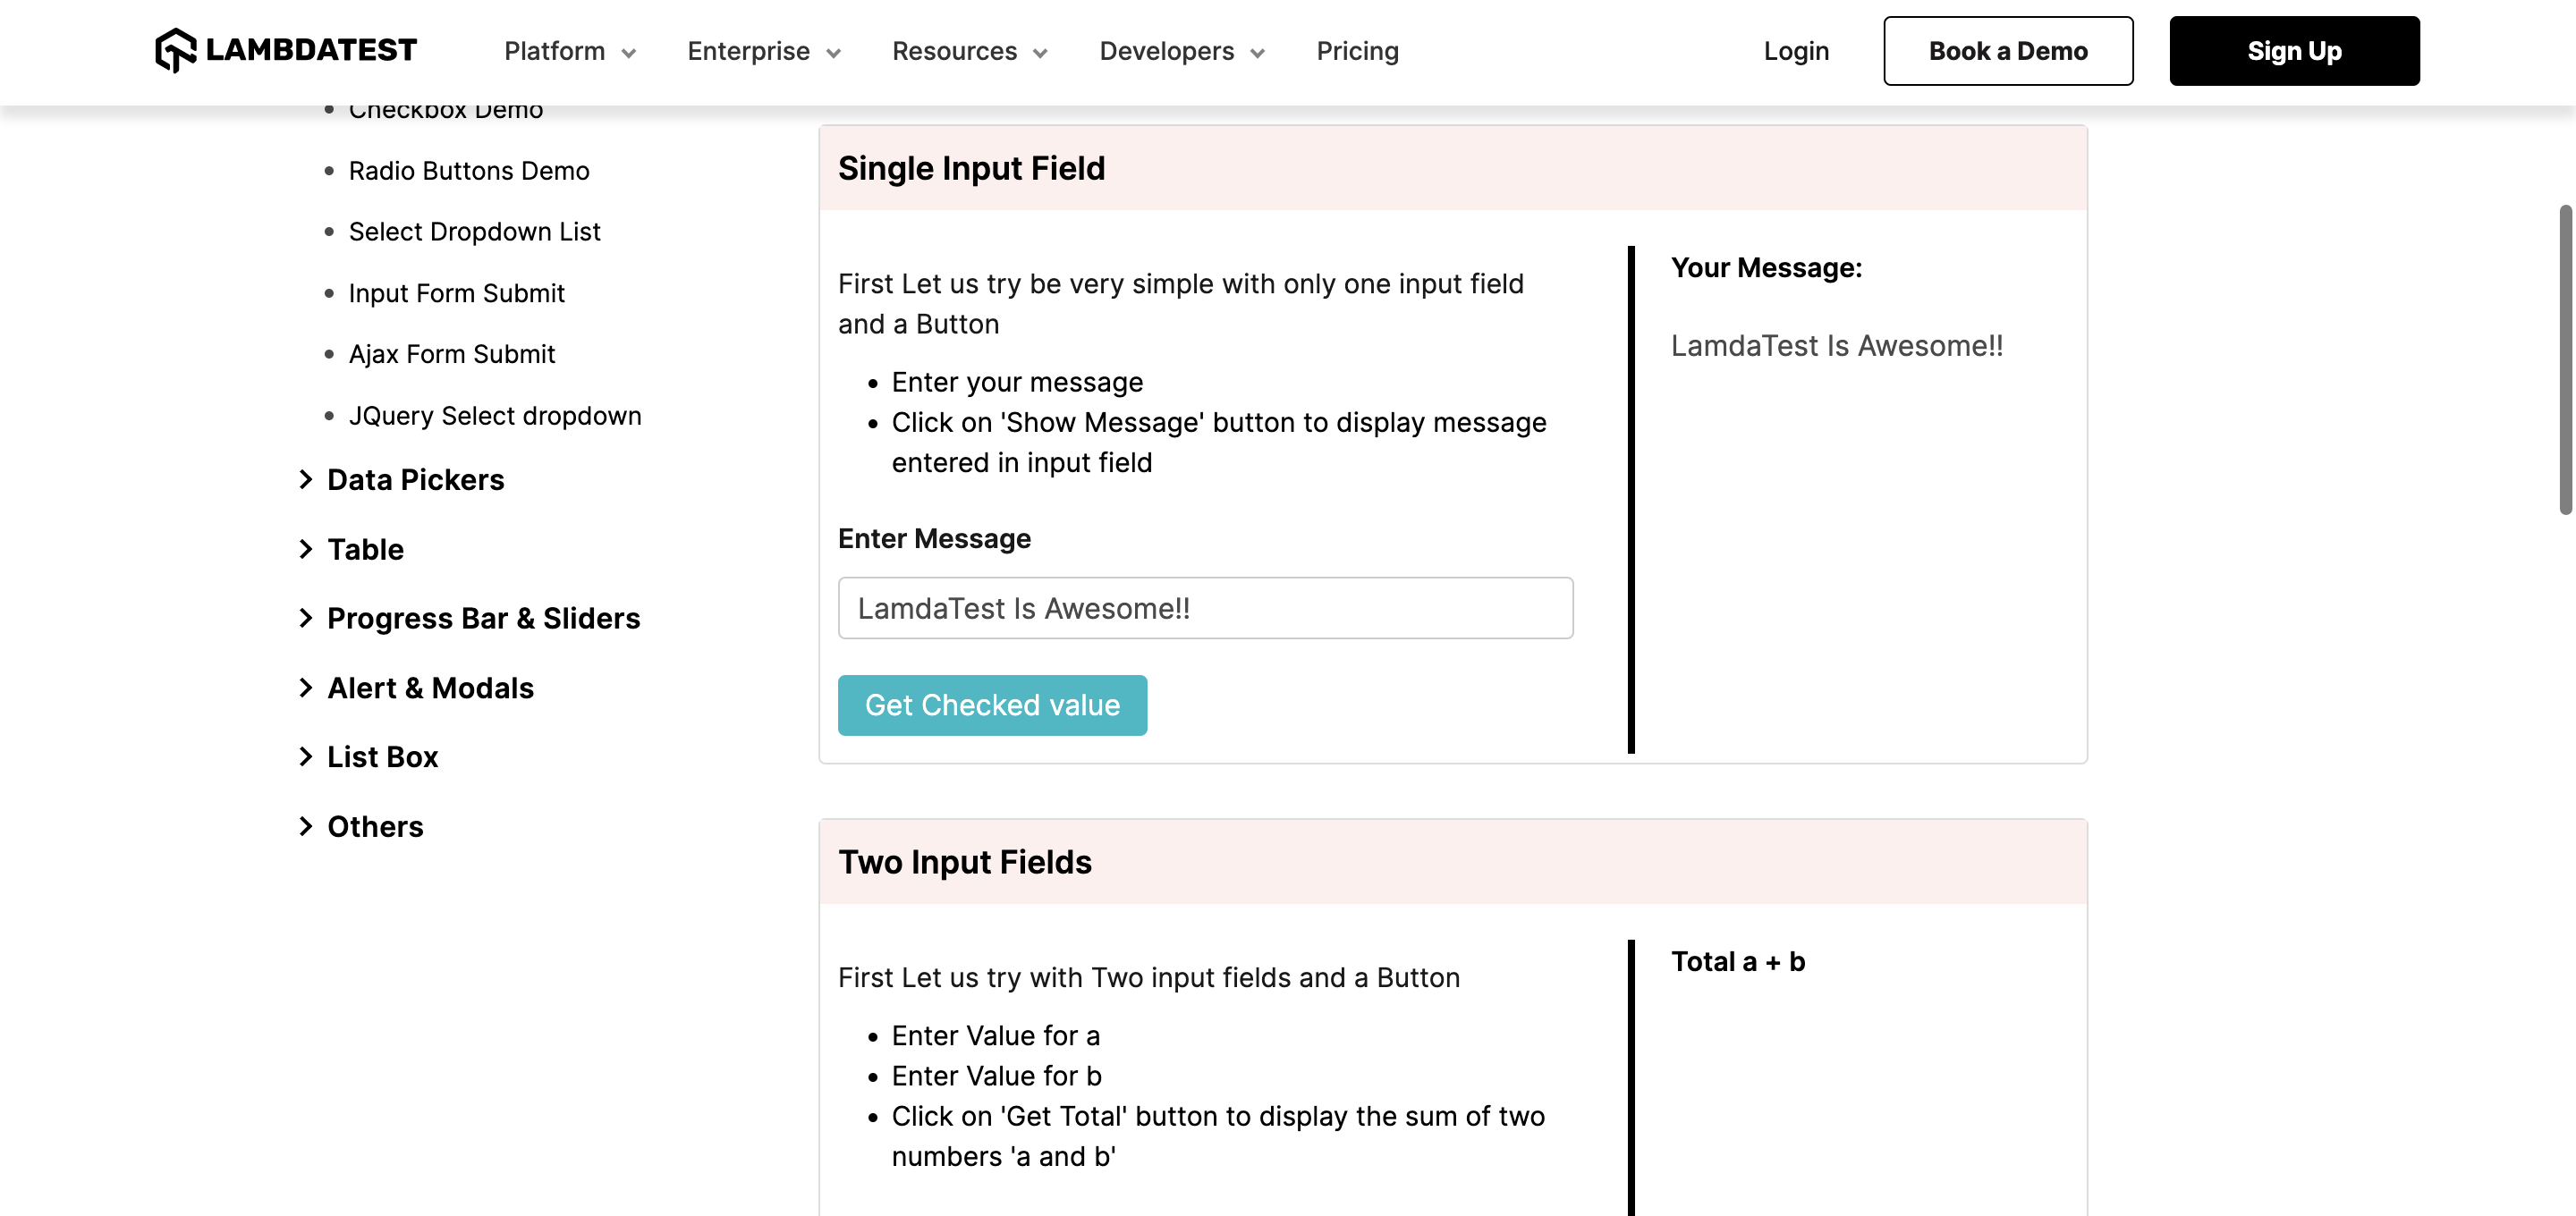 LAMBDATEST
Platform
Enterprise
Resources
Developers
Pricing
Login
Book a Demo
Sign Up
Checkbox Demo
Radio Buttons Demo
Select Dropdown List
Input Form Submit
Ajax Form Submit
JQuery Select dropdown
Data Pickers
Table
Progress Bar & Sliders
Alert & Modals
List Box
Others
Single Input Field
First Let us try be very simple with only one input field
and a Button
Enter your message
Click on 'Show Message' button to display message
entered in input field
Enter Message
LamdaTest Is Awesome!!
Get Checked value
Your Message:
LamdaTest Is Awesome!!
Two Input Fields
First Let us try with Two input fields and a Button
Enter Value for a
Enter Value for b
Click on 'Get Total' button to display the sum of two
numbers 'a and b'
Total a + b